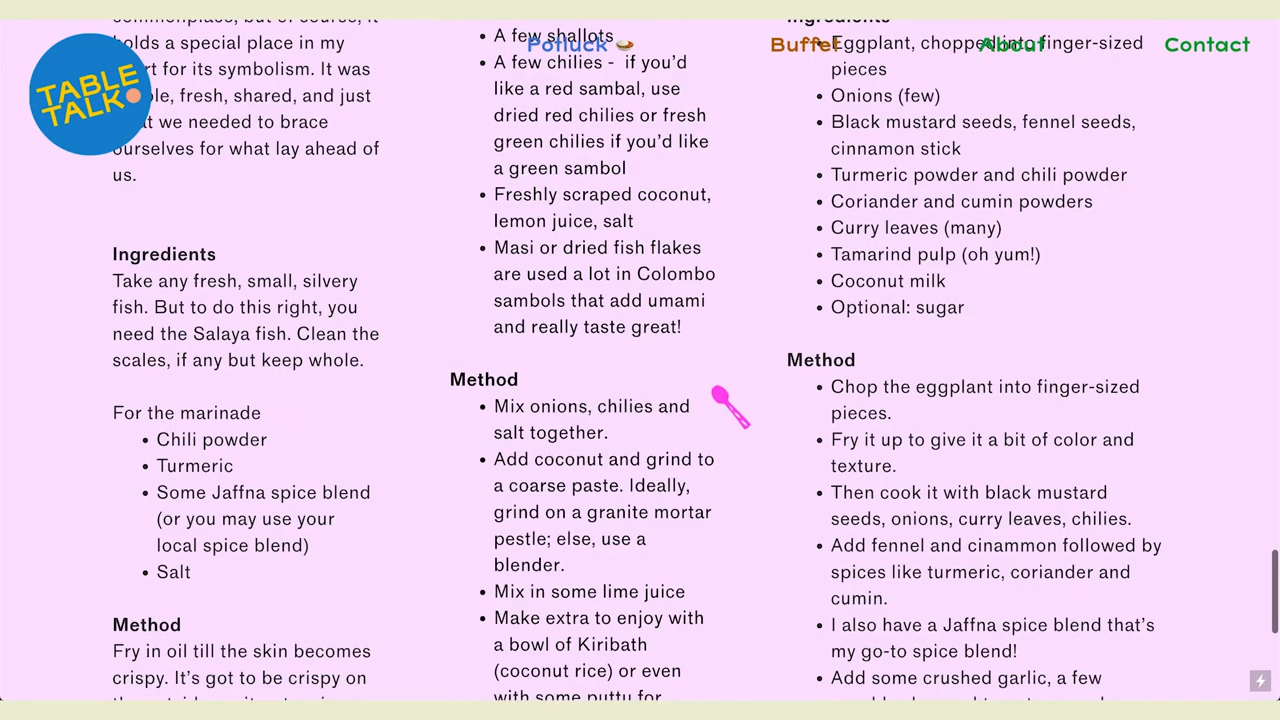 commonplace, but of course, it
holds a special place in my
for its symbolism. It was
fresh, shared, and just
we needed to brace
ourselves for what lay ahead of
us.
TABLE
TALK
Ingredients
Take any fresh, small, silvery
fish. But to do this right, you
need the Salaya fish. Clean the
scales, if any but keep whole.
For the marinade
• Chili powder
• Turmeric
• Some Jaffna spice blend
(or you may use your
local spice blend)
• Salt
Method
Fry in oil till the skin becomes
crispy. It's got to be crispy on
Potluck
Buffet
About
Contact
• A few shallots
• A few chilies - if you'd
like a red sambal, use
dried red chilies or fresh
green chilies if you'd like
a green sambol
• Freshly scraped coconut,
lemon juice, salt
• Masi or dried fish flakes
are used a lot in Colombo
sambols that add umami
and really taste great!
Method
• Mix onions, chilies and
salt together.
• Add coconut and grind to
a coarse paste. Ideally,
grind on a granite mortar
pestle; else, use a
blender.
• Mix in some lime juice
• Make extra to enjoy with
a bowl of Kiribath
(coconut rice) or even
with some puttu for
Ingredients
• Eggplant, chopped into finger-sized
pieces
• Onions (few)
• Black mustard seeds, fennel seeds,
cinnamon stick
• Turmeric powder and chili powder
• Coriander and cumin powders
• Curry leaves (many)
• Tamarind pulp (oh yum!)
• Coconut milk
• Optional: sugar
Method
• Chop the eggplant into finger-sized
pieces.
• Fry it up to give it a bit of color and
texture.
• Then cook it with black mustard
seeds, onions, curry leaves, chilies.
• Add fennel and cinammon followed by
spices like turmeric, coriander and
cumin.
• I also have a Jaffna spice blend that's
my go-to spice blend!
• Add some crushed garlic, a few